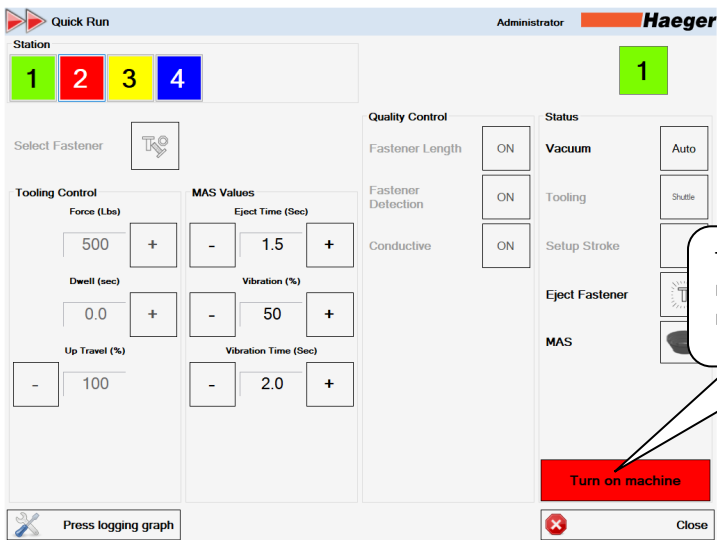 Quick Run
Administrator
Haeger
Station
1
2
3
4
1
Select Fastener
Tooling Control
Force (Lbs)
500 +
Dwell (sec)
0.0 +
Up Travel (%)
- 100
MAS Values
Eject Time (Sec)
- 1.5 +
Vibration (%)
- 50 +
Vibration Time (Sec)
- 2.0 +
Quality Control
Fastener Length ON
Fastener
Detection ON
Conductive ON
Status
Vacuum Auto
Tooling Shuttle
Setup Stroke
Eject Fastener
MAS
Turn on machine
Press logging graph
Close